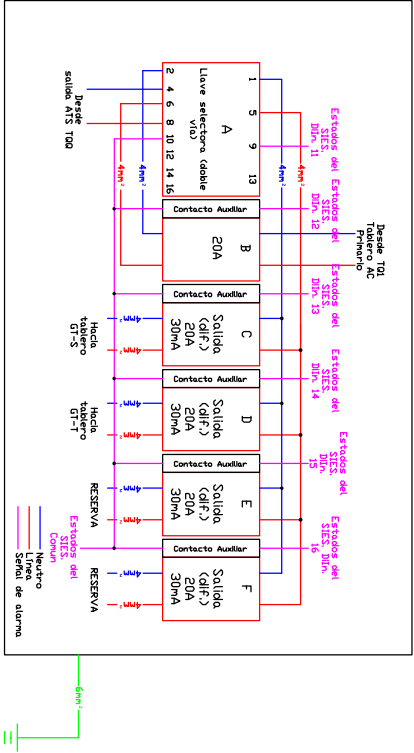 Estados del
SIES.
DIn. 11
Estados del
SIES.
DIn. 12
Desde TQ1
Tablero AC
Primario
Estados del
SIES.
DIn. 13
Estados del
SIES.
DIn. 14
Estados del
SIES.
DIn.
15
Estados del
SIES. DIn.
16
1
5
9
13
4mm²
4mm²
A
Llave selectora (doble
vía)
2
4
6
8
10
12
14
16
Contacto Auxiliar
B
20A
Contacto Auxiliar
C
Salida
(dif.)
20A
30mA
Contacto Auxiliar
D
Salida
(dif.)
20A
30mA
Contacto Auxiliar
E
Salida
(dif.)
20A
30mA
Contacto Auxiliar
F
Salida
(dif.)
20A
30mA
Desde
salida ATS TQQ
4mm²
4mm²
4mm²
4mm²
Hacia
tablero
GT-S
4mm²
4mm²
Hacia
tablero
GT-T
4mm²
4mm²
RESERVA
4mm²
4mm²
RESERVA
Estados del
SIES.
Comun
Neutro
Línea
Señal de alarma
6mm²